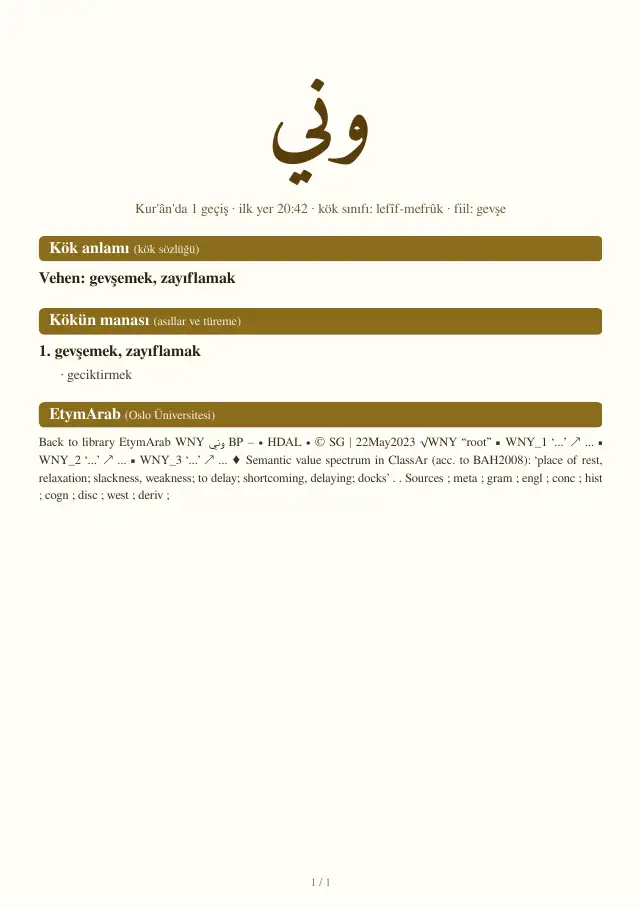 وني
Kur'ân'da 1 geçiş · ilk yer 20:42 · kök sınıfı: lefîf-mefrûk · fiil: gevşe
Kök anlamı (kök sözlüğü)
Vehen: gevşemek, zayıflamak
Kökün manası (asıllar ve türeme)
1. gevşemek, zayıflamak
· geciktirmek
EtymArab (Oslo Üniversitesi)
Back to library EtymArab WNY وني BP – • HDAL • © SG | 22May2023 √WNY “root” ▪ WNY_1 ‘...’ ↗ ... ▪
WNY_2 ‘...’ ↗ ... ▪ WNY_3 ‘...’ ↗ ... ♦ Semantic value spectrum in ClassAr (acc. to BAH2008): ‘place of rest,
relaxation; slackness, weakness; to delay; shortcoming, delaying; docks’ . . Sources ; meta ; gram ; engl ; conc ; hist
; cogn ; disc ; west ; deriv ;
1 / 1